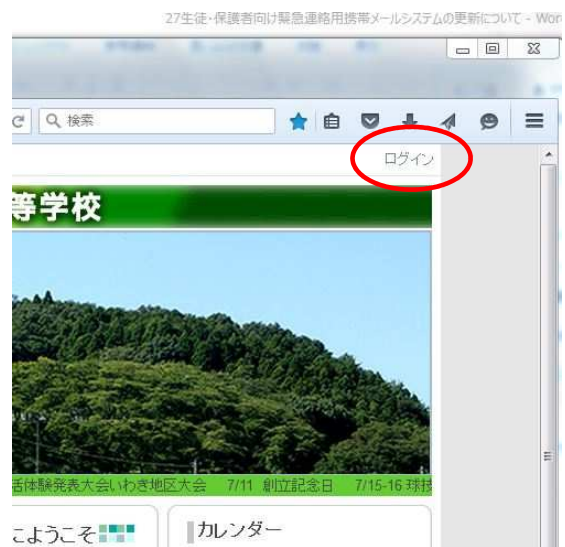 27生徒・保護者向け緊急連絡用携帯メールシステムの更新について - Wor
検索
ログイン
等学校
活体験発表大会いわき地区大会 7/11 創立記念日 7/15-16 球技
にようこそ
カレンダー